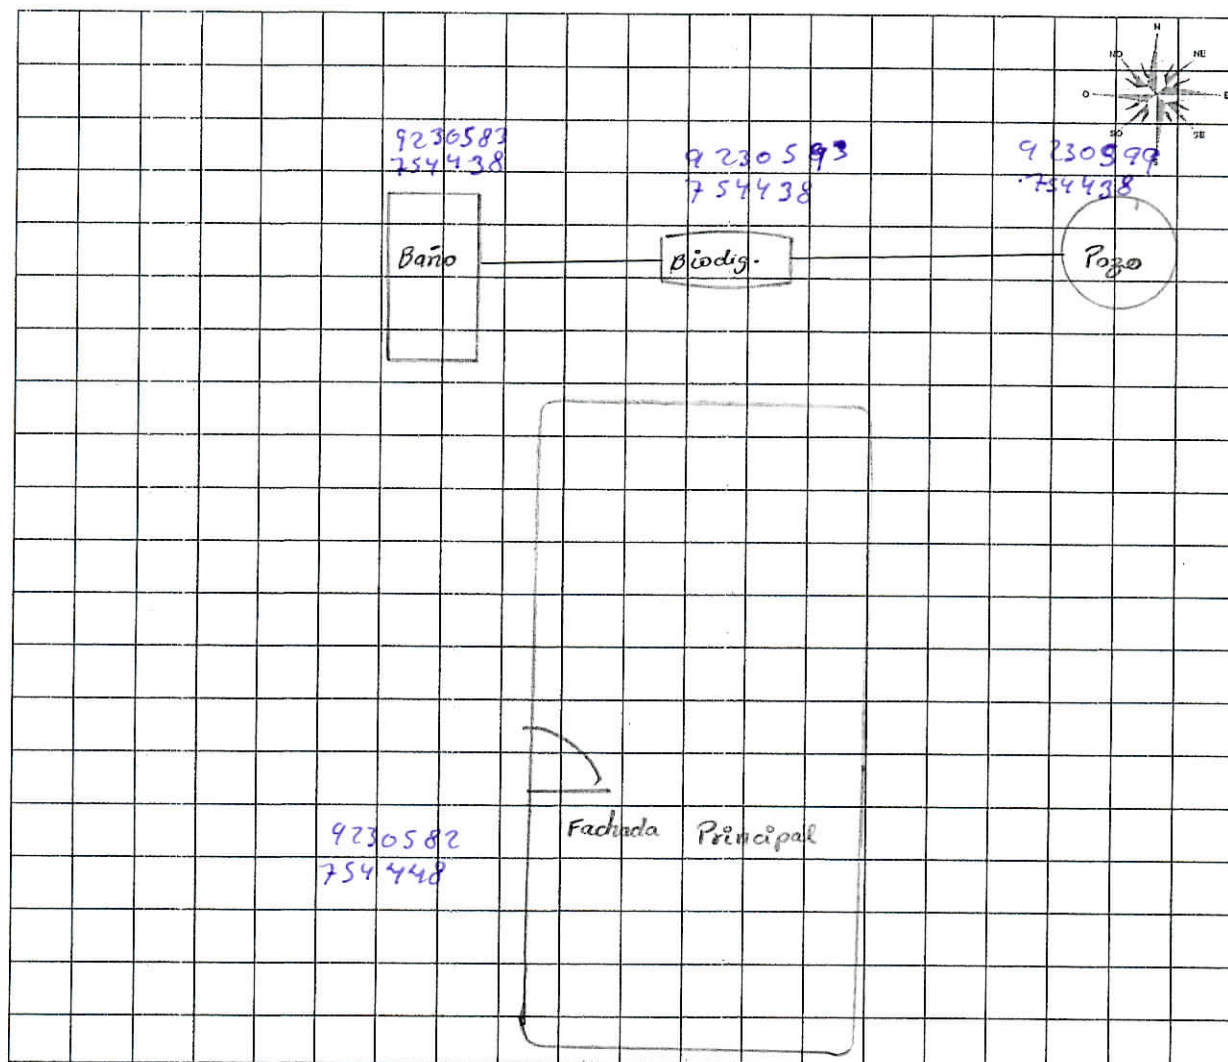 N
NO NE
O E
SO SE
S
9230583
754438
9230593
754438
9230599
754438
Baño
Biodig.
Pozo
Fachada Principal
9230582
754448